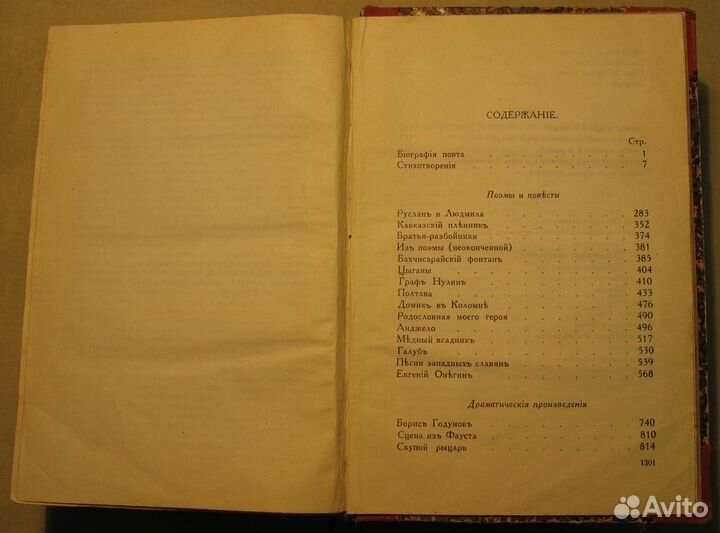 СОДЕРЖАНІЕ.
Стр.
Біографія поэта . . . . . . . 1
Стихотворенія . . . . . . . 7
Поэмы и повѣсти
Русланъ и Людмила . . . . . . 283
Кавказскій плѣнникъ . . . . . . 352
Братья-разбойники . . . . . . 374
Изъ поэмы (неоконченной) . . . . . 381
Бахчисарайскій фонтанъ . . . . . 385
Цыганы . . . . . . . . 404
Графъ Нулинъ . . . . . . . 410
Полтава . . . . . . . . 433
Домикъ въ Коломнѣ . . . . . . 476
Родословная моего героя . . . . . 490
Анджело . . . . . . . . 496
Мѣдный всадникъ . . . . . . 517
Галубъ . . . . . . . . 530
Пѣсни западныхъ славянъ . . . . . 539
Евгеній Онѣгинъ . . . . . . 568
Драматическія произведенія
Борисъ Годуновъ . . . . . . 740
Сцена изъ Фауста . . . . . . 810
Скупой рыцарь . . . . . . 814
1301
Avito